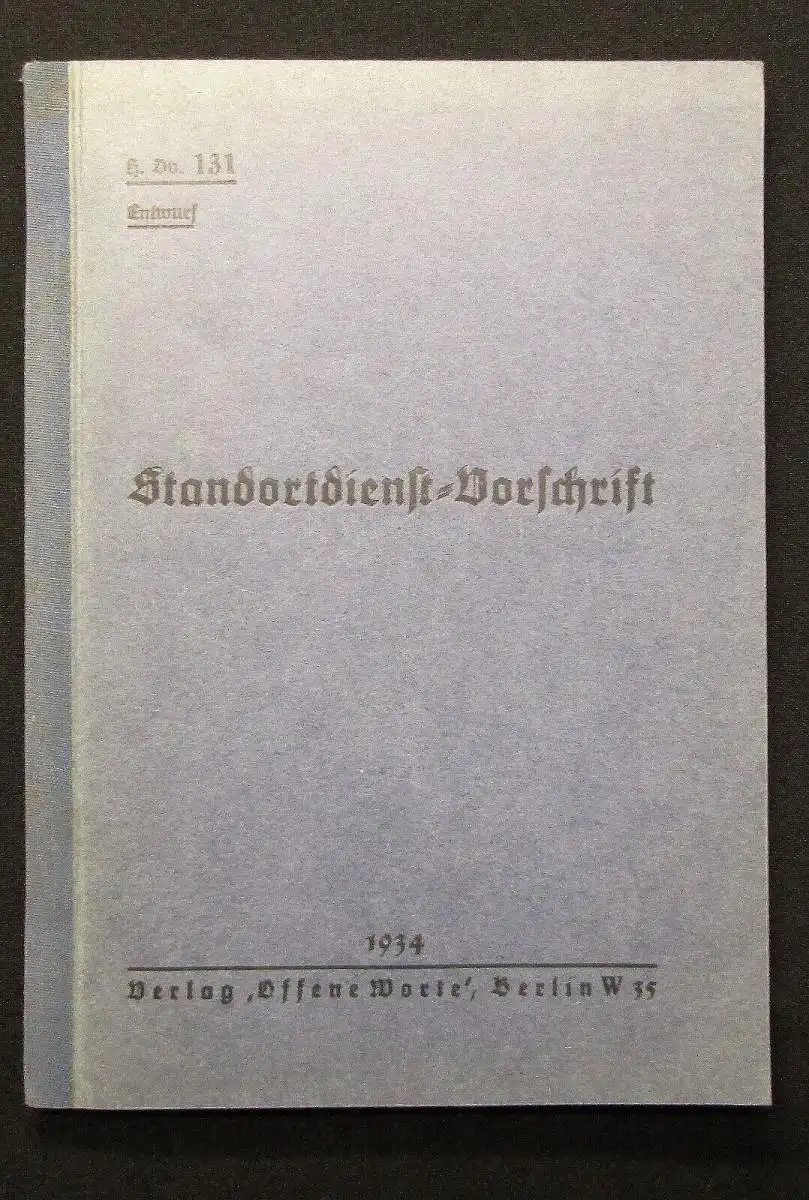 H. Dv. 131
Entwurf
Standortdienst-Vorschrift
1934
Verlag ‚Offene Worte‘, Berlin W 35